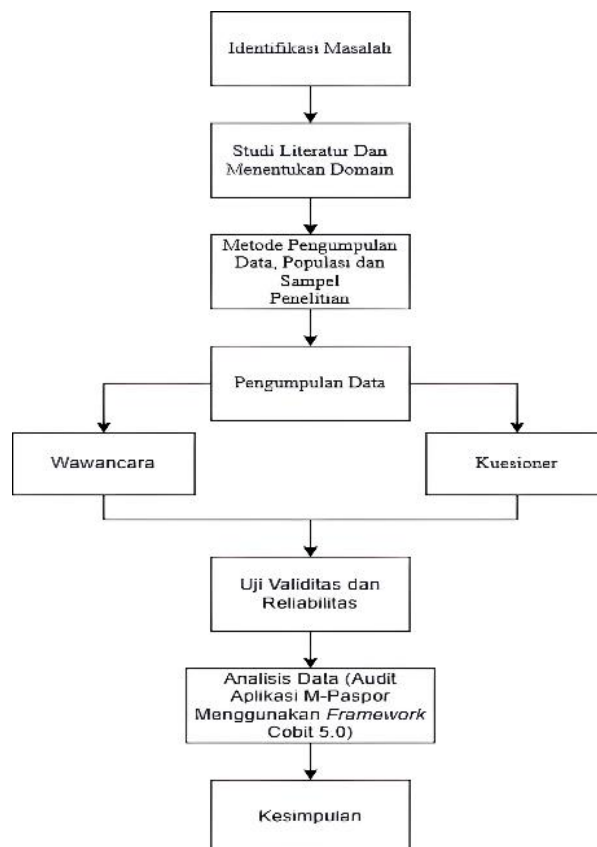 Identifikasi Masalah
Studi Literatur Dan
Menentukan Domain
Metode Pengumpulan
Data, Populasi dan
Sampel
Penelitian
Pengumpulan Data
Wawancara
Kuesioner
Uji Validitas dan
Reliabilitas
Analisis Data (Audit
Aplikasi M-Paspor
Menggunakan Framework
Cobit 5.0)
Kesimpulan